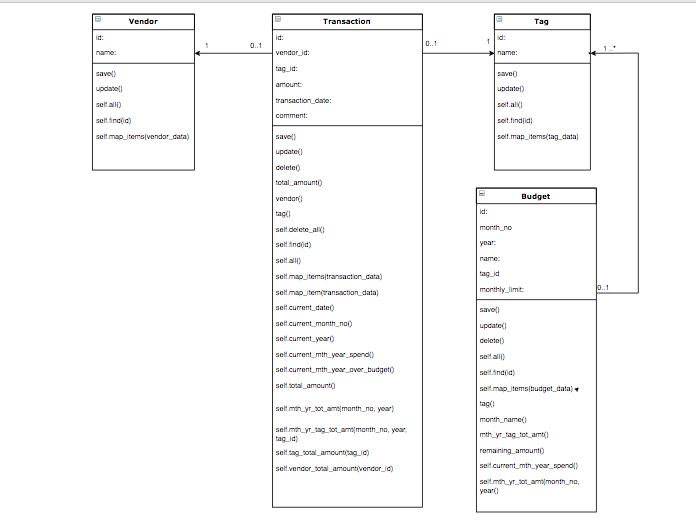 Vendor
id:
name:
save()
update()
self.all()
self.find(id)
self.map_items(vendor_data)
1
0..1
Transaction
id:
vendor_id:
tag_id:
amount:
transaction_date:
comment:
save()
update()
delete()
total_amount()
vendor()
tag()
self.delete_all()
self.find(id)
self.all()
self.map_items(transaction_data)
self.map_item(transaction_data)
self.current_date()
self.current_month_no()
self.current_year()
self.current_mth_year_spend()
self.current_mth_year_over_budget()
self.total_amount()
self.mth_yr_tot_amt(month_no, year)
self.mth_yr_tag_tot_amt(month_no, year,
tag_id)
self.tag_total_amount(tag_id)
self.vendor_total_amount(vendor_id)
0..1
1
Tag
id:
name:
save()
update()
self.all()
self.find(id)
self.map_items(tag_data)
1 ..*
Budget
id:
month_no
year:
name:
tag_id
monthly_limit:
0..1
save()
update()
delete()
self.all()
self.find(id)
self.map_items(budget_data)
tag()
month_name()
mth_yr_tag_tot_amt()
remaining_amount()
self.current_mth_year_spend()
self.mth_yr_tot_amt(month_no,
year()